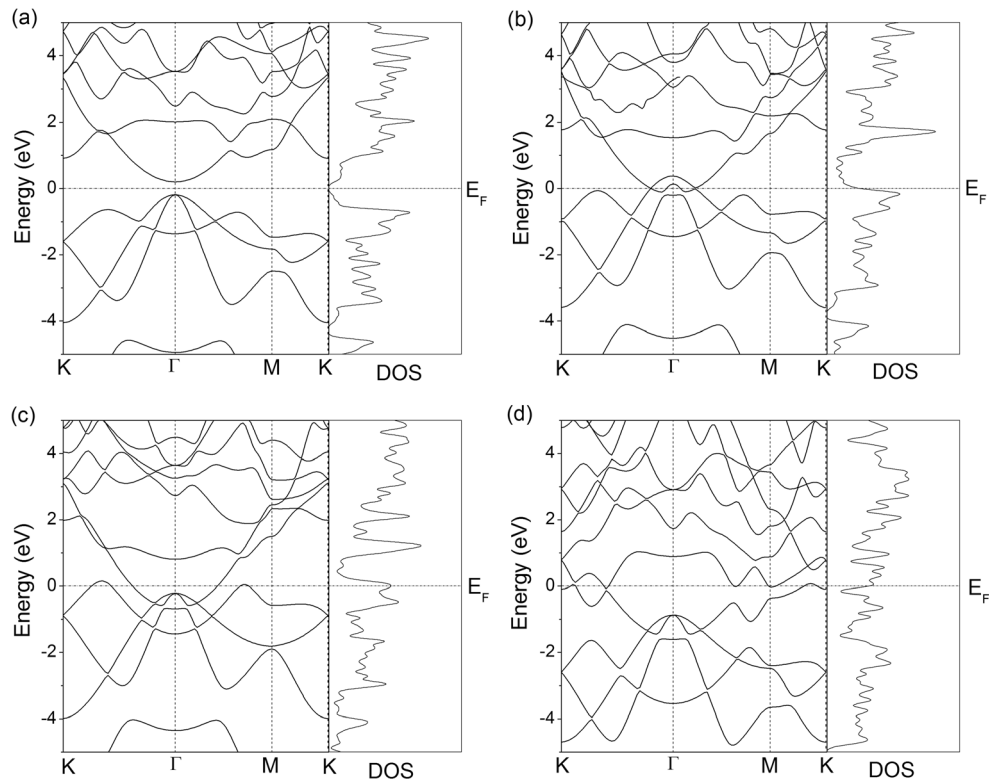 (a)
4
2
0
-2
-4
Energy (eV)
K Γ M K
DOS
E_F
(b)
4
2
0
-2
-4
Energy (eV)
K Γ M K
DOS
E_F
(c)
4
2
0
-2
-4
Energy (eV)
K Γ M K
DOS
E_F
(d)
4
2
0
-2
-4
Energy (eV)
K Γ M K
DOS
E_F